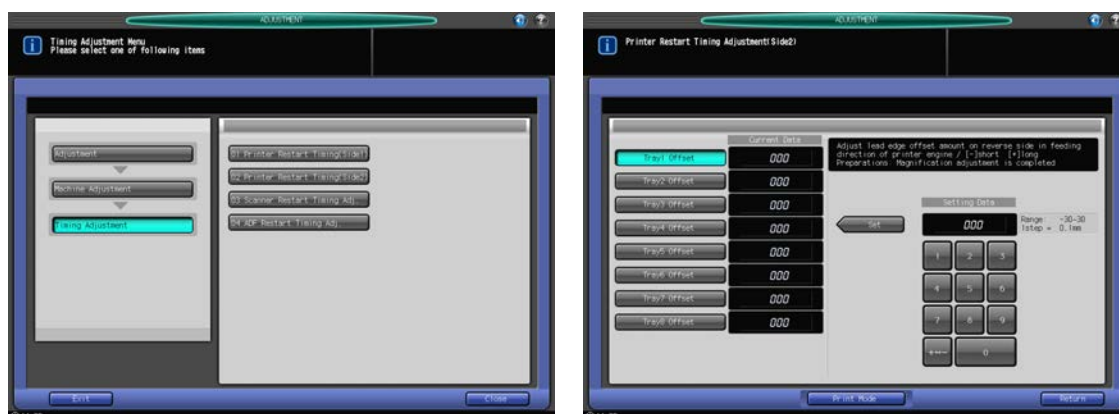 ADJUSTMENT
Timing Adjustment Menu
Please select one of following items
Adjustment
Machine Adjustment
Timing Adjustment
01 Printer Restart Timing(Side1)
02 Printer Restart Timing(Side2)
03 Scanner Restart Timing Adj.
04 ADF Restart Timing Adj.
Exit
Close
ADJUSTMENT
Printer Restart Timing Adjustment(Side2)
Current Data
Tray1 Offset 000
Tray2 Offset 000
Tray3 Offset 000
Tray4 Offset 000
Tray5 Offset 000
Tray6 Offset 000
Tray7 Offset 000
Tray8 Offset 000
Adjust lead edge offset amount on reverse side in feeding
direction of printer engine / [-]short [+]long
Preparations: Magnification adjustment is completed
Setting Data
Set
000
Range: -30-30
1step = 0.1mm
1 2 3
4 5 6
7 8 9
0
Print Mode
Return